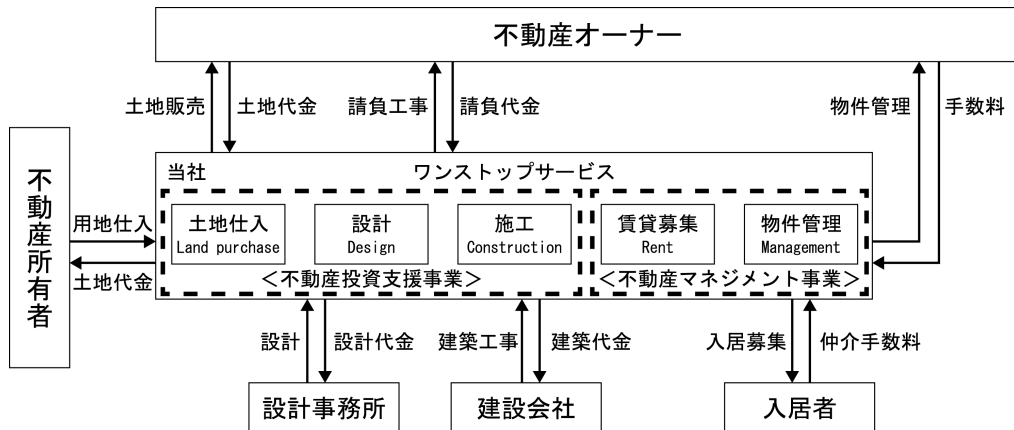 不動産オーナー
土地販売
土地代金
請負工事
請負代金
物件管理
手数料
不動産所有者
用地仕入
土地代金
当社
ワンストップサービス
土地仕入
Land purchase
設計
Design
施工
Construction
<不動産投資支援事業>
賃貸募集
Rent
物件管理
Management
<不動産マネジメント事業>
設計
設計代金
建築工事
建築代金
入居募集
仲介手数料
設計事務所
建設会社
入居者